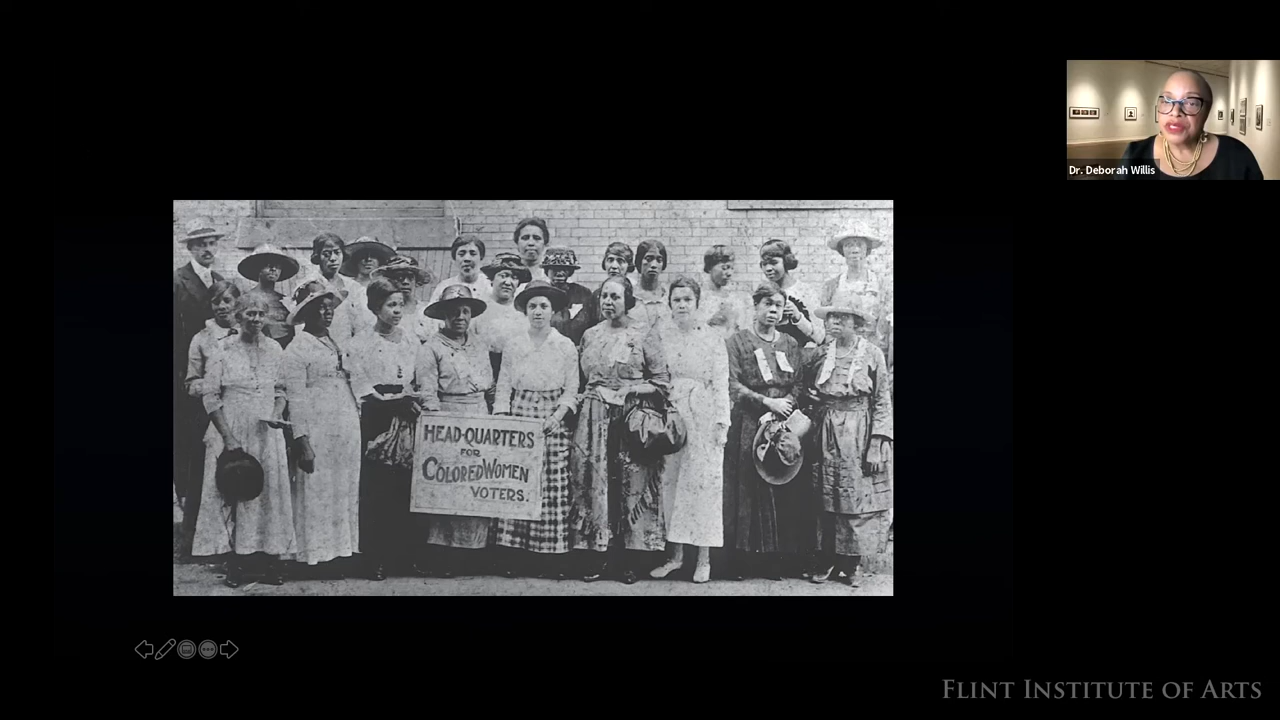 Dr. Deborah Willis
HEAD-QUARTERS
FOR
COLORED WOMEN
VOTERS.
FLINT INSTITUTE OF ARTS